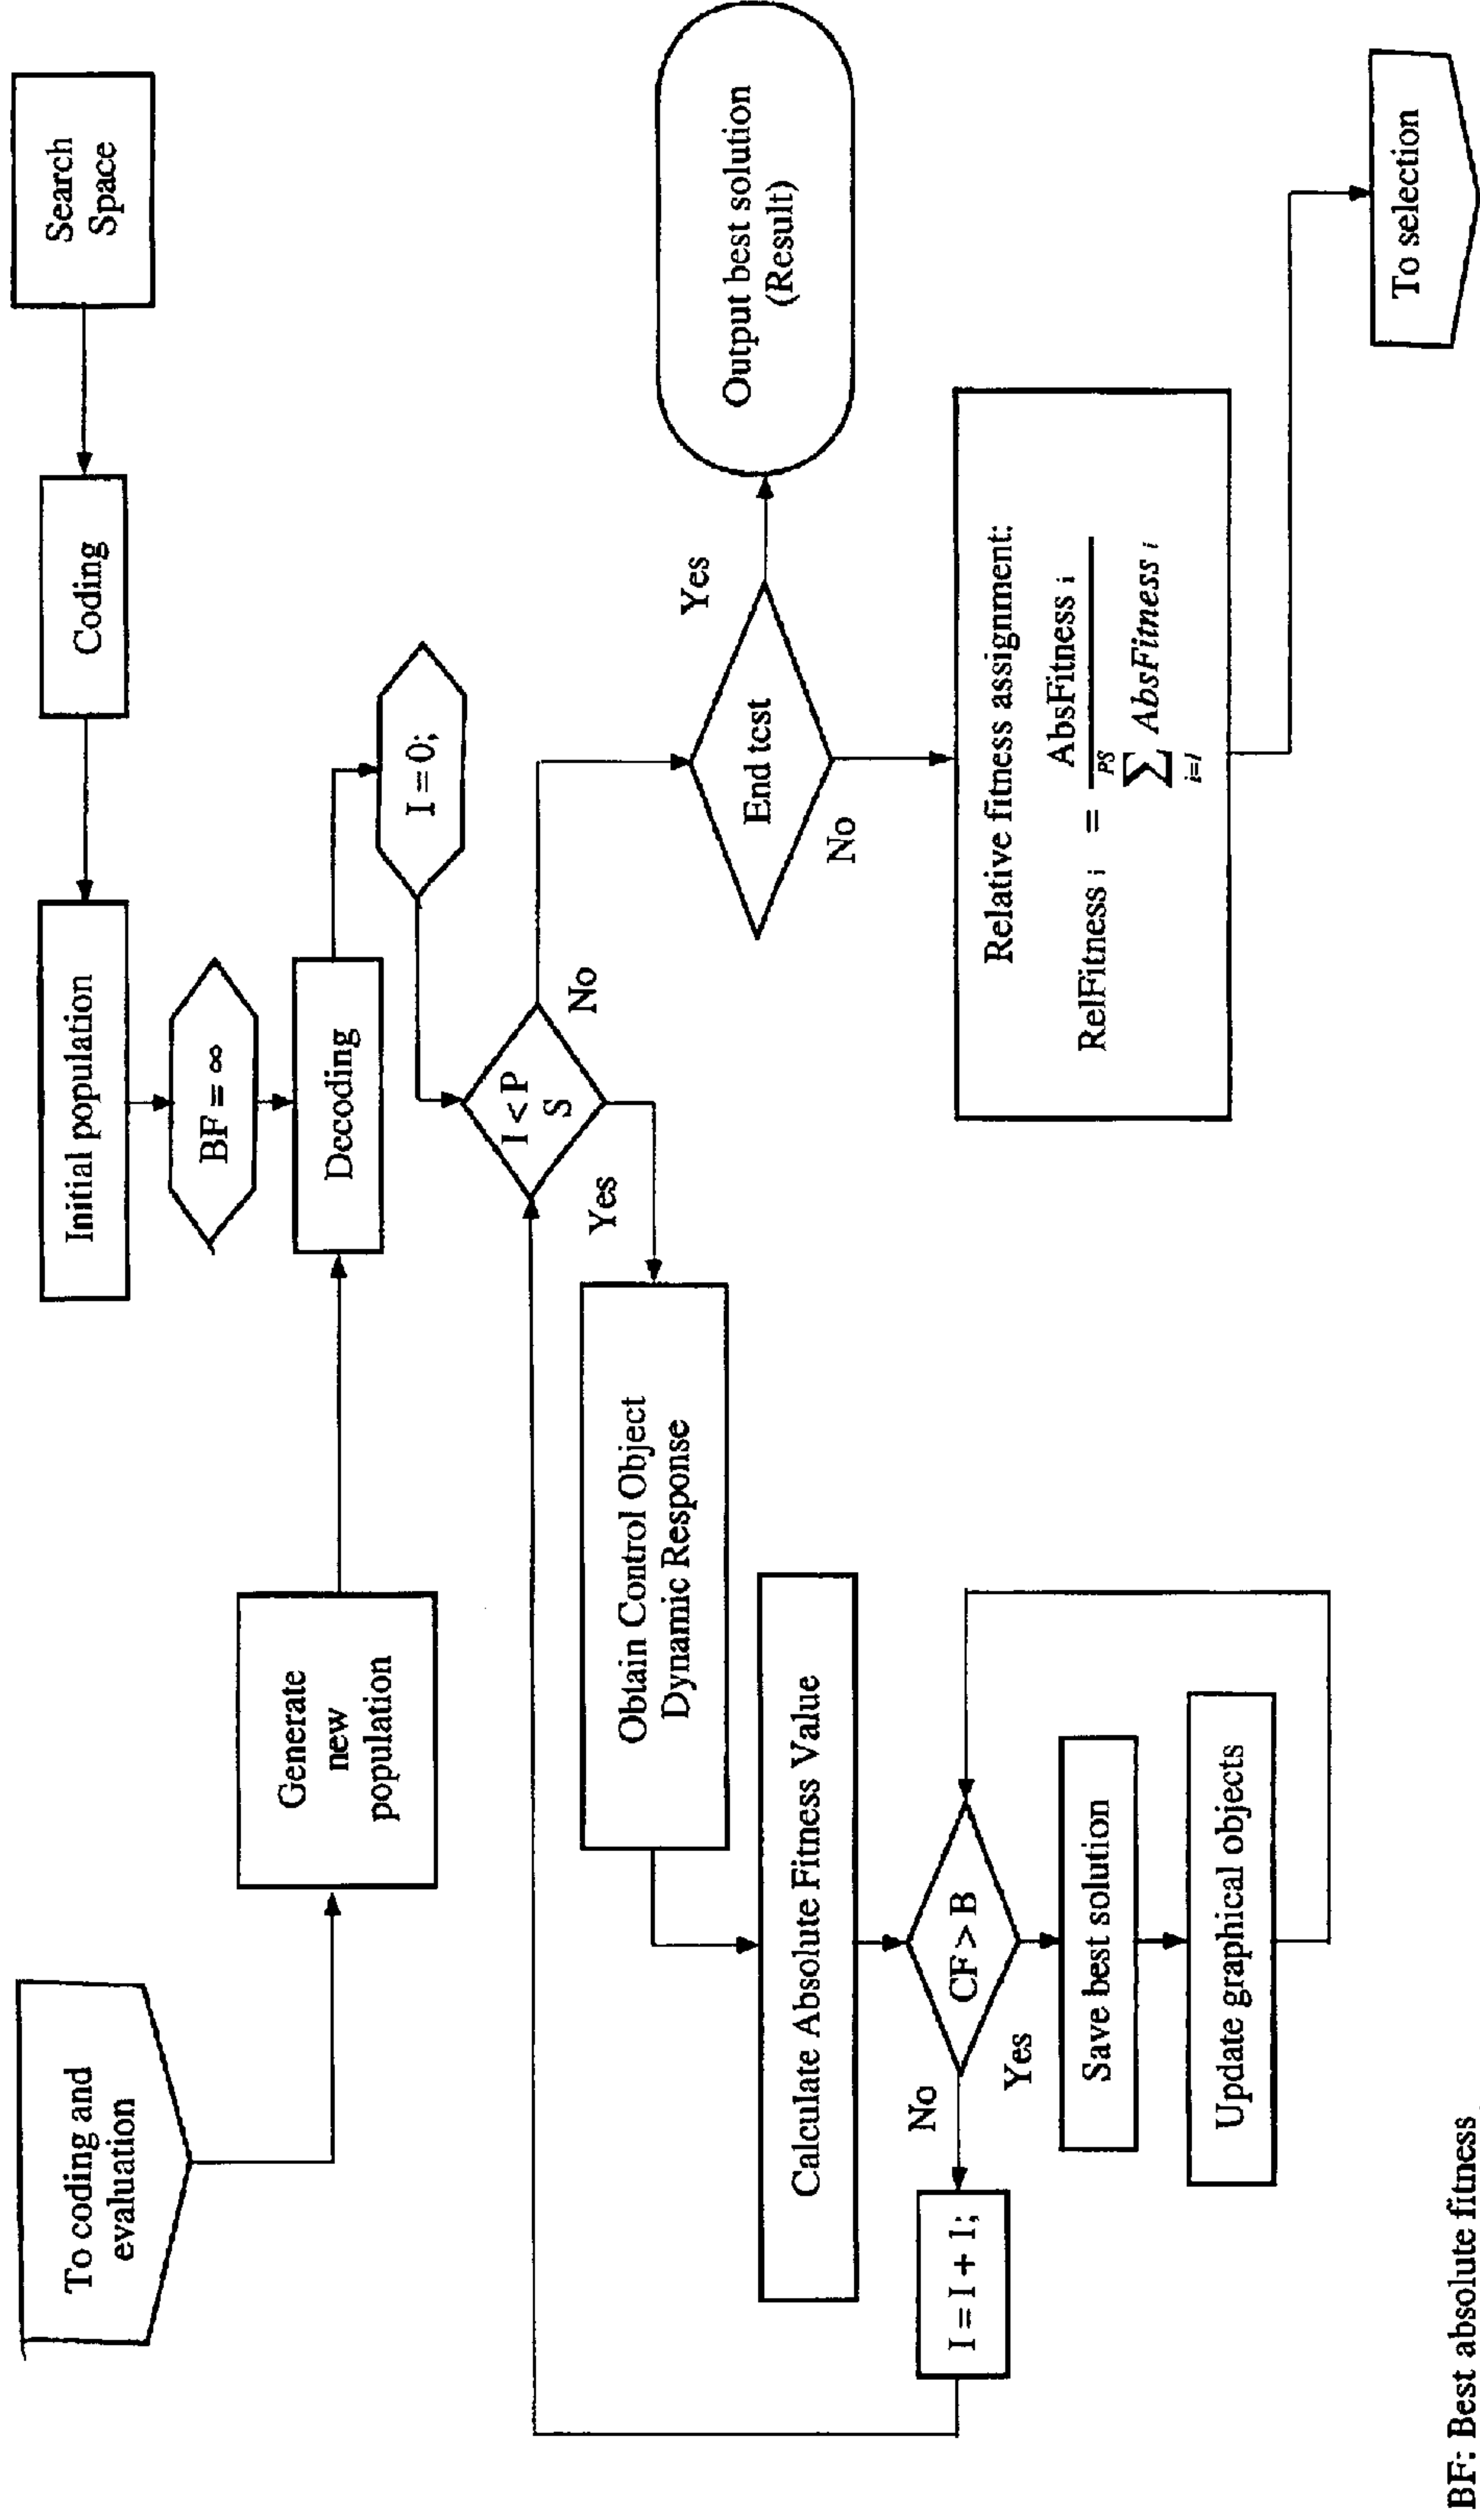 Search
Space
Coding
Initial population
BF = ∞
Decoding
I = 0;
To coding and
evaluation
Generate
new
population
I < P
S
No
Yes
Obtain Control Object
Dynamic Response
Calculate Absolute Fitness Value
CF > B
No
Yes
I = I + 1;
Save best solution
Update graphical objects
End test
Yes
No
Output best solution
(Result)
Relative fitness assignment:
AbsFitness i
RelFitness i =
PS
∑ AbsFitness i
i=1
To selection
BF: Best absolute fitness